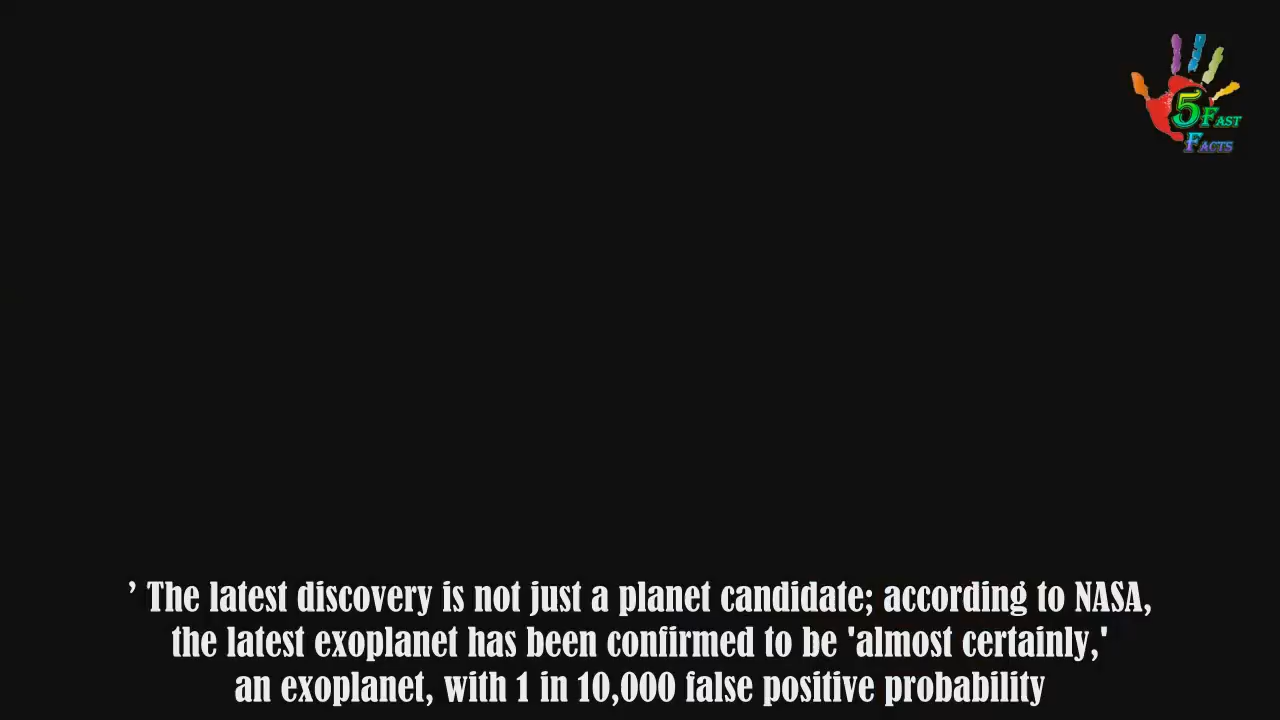 5 Fast
Facts
’ The latest discovery is not just a planet candidate; according to NASA,
the latest exoplanet has been confirmed to be 'almost certainly,'
an exoplanet, with 1 in 10,000 false positive probability